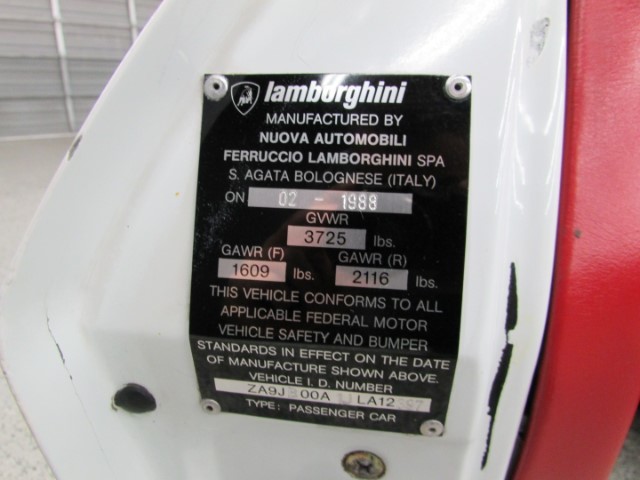 lamborghini
MANUFACTURED BY
NUOVA AUTOMOBILI
FERRUCCIO LAMBORGHINI SPA
S. AGATA BOLOGNESE (ITALY)
ON 02 - 1988
GVWR
3725 lbs.
GAWR (F) GAWR (R)
1609 lbs. 2116 lbs.
THIS VEHICLE CONFORMS TO ALL
APPLICABLE FEDERAL MOTOR
VEHICLE SAFETY AND BUMPER
STANDARDS IN EFFECT ON THE DATE
OF MANUFACTURE SHOWN ABOVE.
VEHICLE I. D. NUMBER
TYPE: PASSENGER CAR